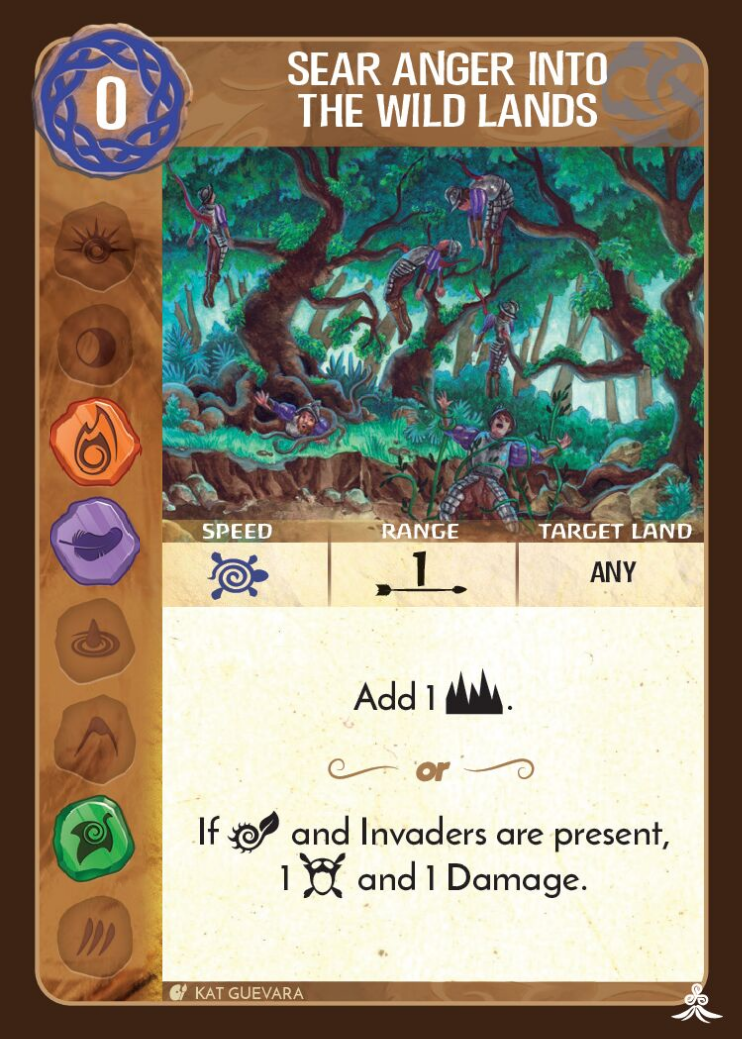 0
SEAR ANGER INTO
THE WILD LANDS
SPEED RANGE TARGET LAND
1 ANY
Add 1 .
or
If and Invaders are present,
1 and 1 Damage.
KAT GUEVARA